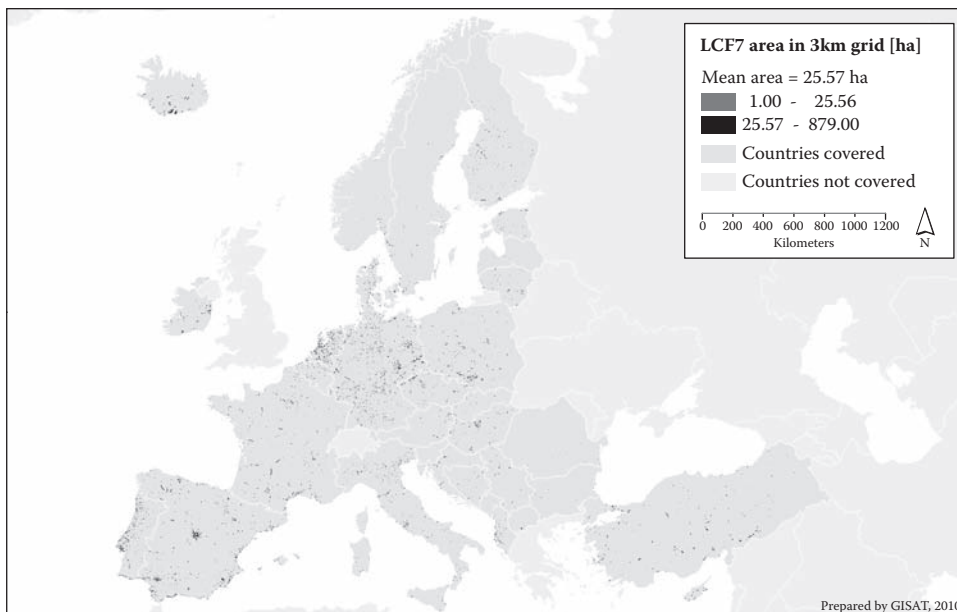 LCF7 area in 3km grid [ha]
Mean area = 25.57 ha
1.00 - 25.56
25.57 - 879.00
Countries covered
Countries not covered
0 200 400 600 800 1000 1200
Kilometers
N
Prepared by GISAT, 2010